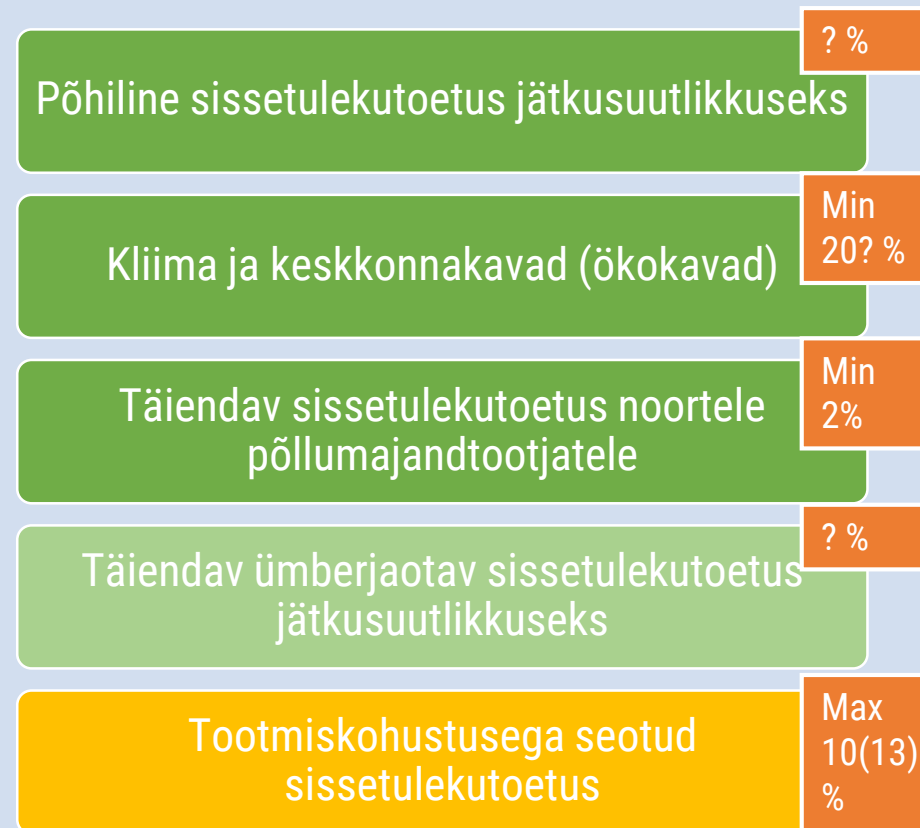 ? %
Põhiline sissetulekutoetus jätkusuutlikkuseks
Min
20? %
Kliima ja keskkonnakavad (ökokavad)
Min
2%
Täiendav sissetulekutoetus noortele
põllumajandtootjatele
? %
Täiendav ümberjaotav sissetulekutoetus
jätkusuutlikkuseks
Max
10(13)
%
Tootmiskohustusega seotud
sissetulekutoetus